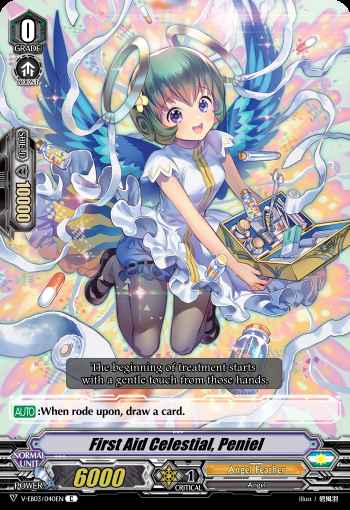 0
GRADE
BOOST
SHIELD
10000
The beginning of treatment starts
with a gentle touch from those hands.
AUTO:When rode upon, draw a card.
First Aid Celestial, Peniel
NORMAL
UNIT
POWER
6000
1
CRITICAL
Angel Feather
Angel
V-EB03/040EN C
Illust / 碧風羽